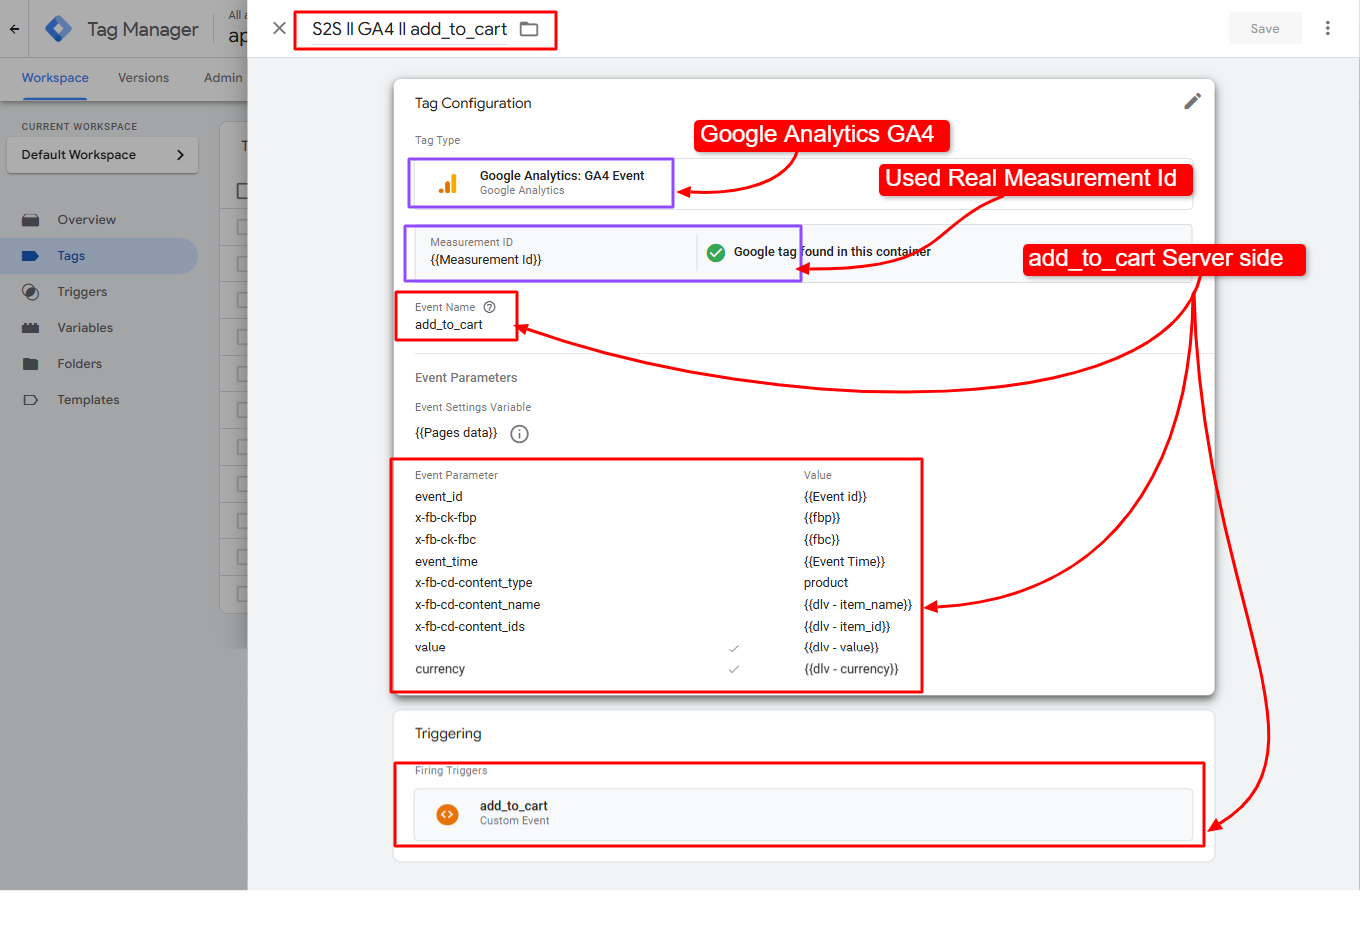 Tag Manager
All a
ap
S2S ll GA4 ll add_to_cart
Save
Workspace
Versions
Admin
CURRENT WORKSPACE
Default Workspace
Overview
Tags
Triggers
Variables
Folders
Templates
T
Tag Configuration
Tag Type
Google Analytics GA4
Google Analytics: GA4 Event
Google Analytics
Used Real Measurement Id
Measurement ID
{{Measurement Id}}
Google tag found in this container
add_to_cart Server side
Event Name
add_to_cart
Event Parameters
Event Settings Variable
{{Pages data}}
Event Parameter Value
event_id {{Event id}}
x-fb-ck-fbp {{fbp}}
x-fb-ck-fbc {{fbc}}
event_time {{Event Time}}
x-fb-cd-content_type product
x-fb-cd-content_name {{dlv - item_name}}
x-fb-cd-content_ids {{dlv - item_id}}
value {{dlv - value}}
currency {{dlv - currency}}
Triggering
Firing Triggers
add_to_cart
Custom Event